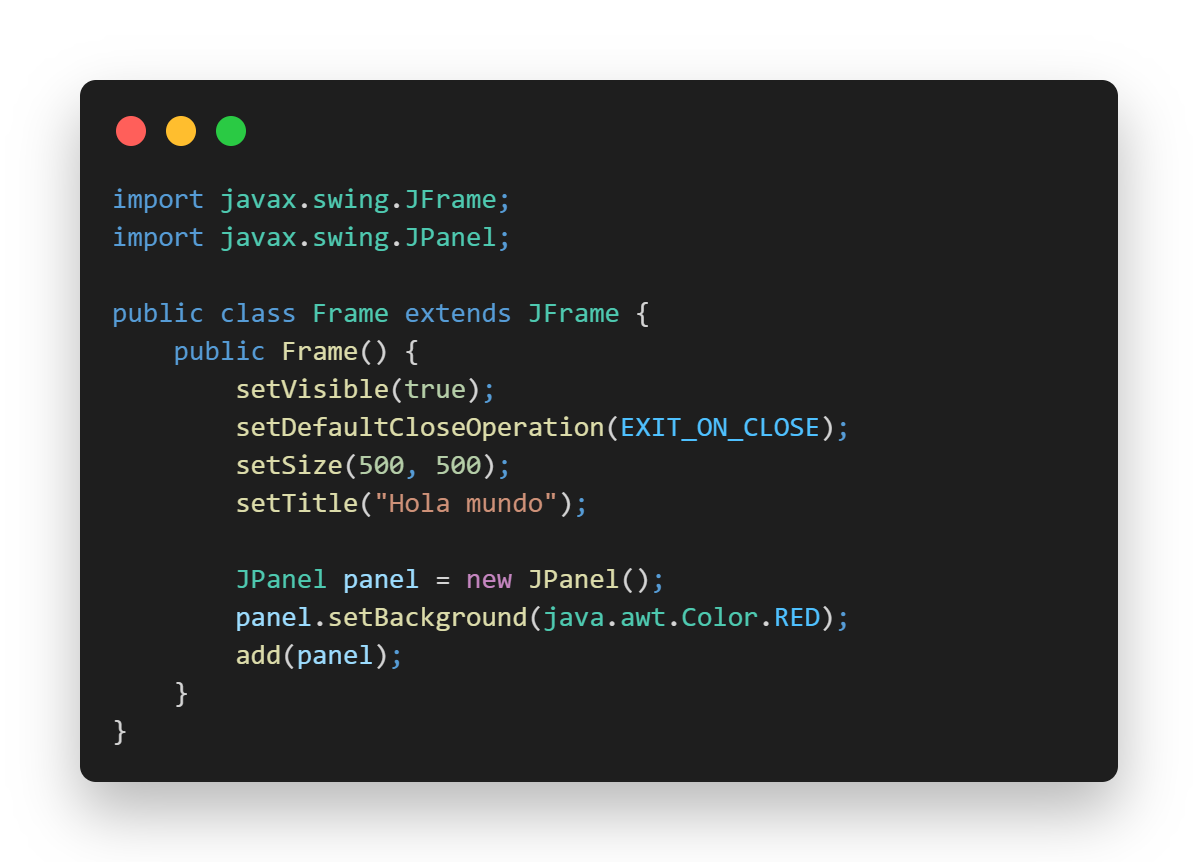 import javax.swing.JFrame;
import javax.swing.JPanel;

public class Frame extends JFrame {
    public Frame() {
        setVisible(true);
        setDefaultCloseOperation(EXIT_ON_CLOSE);
        setSize(500, 500);
        setTitle("Hola mundo");

        JPanel panel = new JPanel();
        panel.setBackground(java.awt.Color.RED);
        add(panel);
    }
}